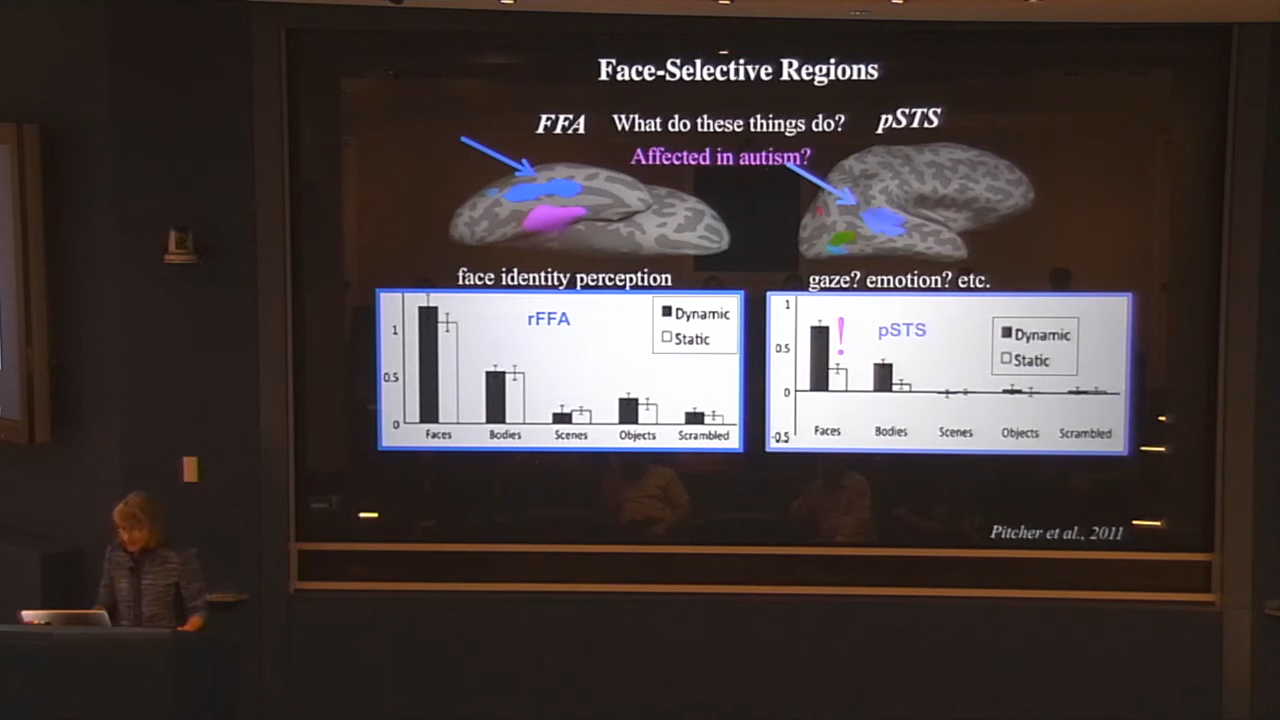 Face-Selective Regions
FFA What do these things do? pSTS
Affected in autism?
face identity perception
gaze? emotion? etc.
rFFA
Dynamic
Static
1
0.5
0
Faces Bodies Scenes Objects Scrambled
!
pSTS
Dynamic
Static
1
0.5
0
-0.5
Faces Bodies Scenes Objects Scrambled
Pitcher et al., 2011